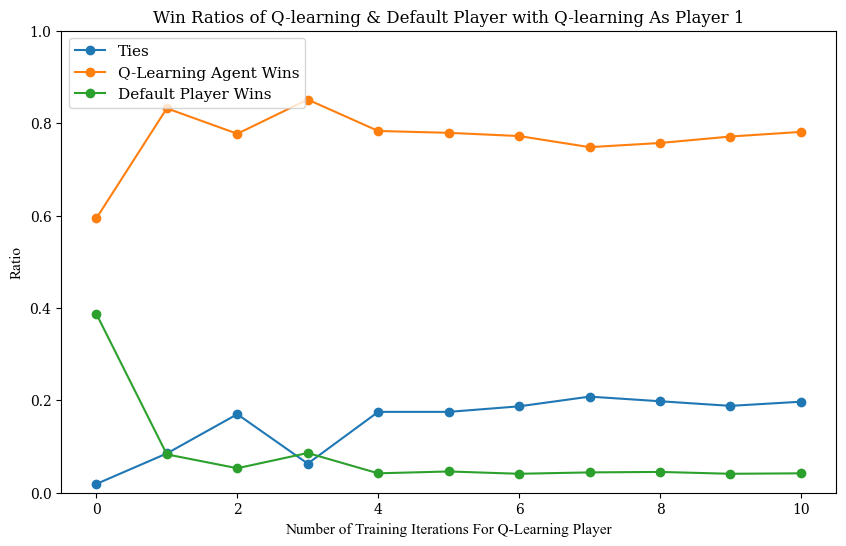 Win Ratios of Q-learning & Default Player with Q-learning As Player 1
1.0
Ties
Q-Learning Agent Wins
Default Player Wins
0.8
0.6
Ratio
0.4
0.2
0.0
0 2 4 6 8 10
Number of Training Iterations For Q-Learning Player